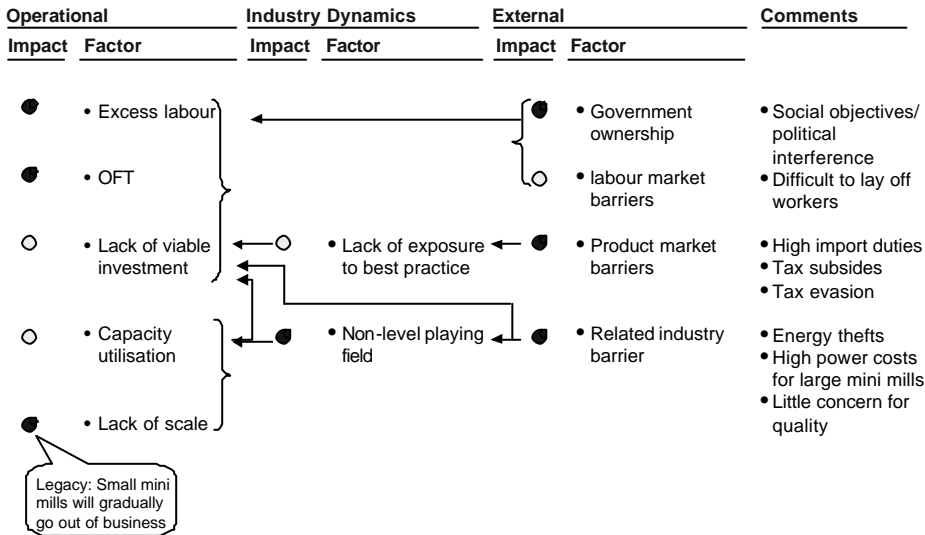 Operational
Industry Dynamics
External
Comments
Impact Factor
Impact Factor
Impact Factor
• Excess labour
• Government
ownership
• Social objectives/
political
interference
• OFT
• labour market
barriers
• Difficult to lay off
workers
• Lack of viable
investment
• Lack of exposure
to best practice
• Product market
barriers
• High import duties
• Tax subsides
• Tax evasion
• Capacity
utilisation
• Non-level playing
field
• Related industry
barrier
• Energy thefts
• High power costs
for large mini mills
• Little concern for
quality
• Lack of scale
Legacy: Small mini
mills will gradually
go out of business